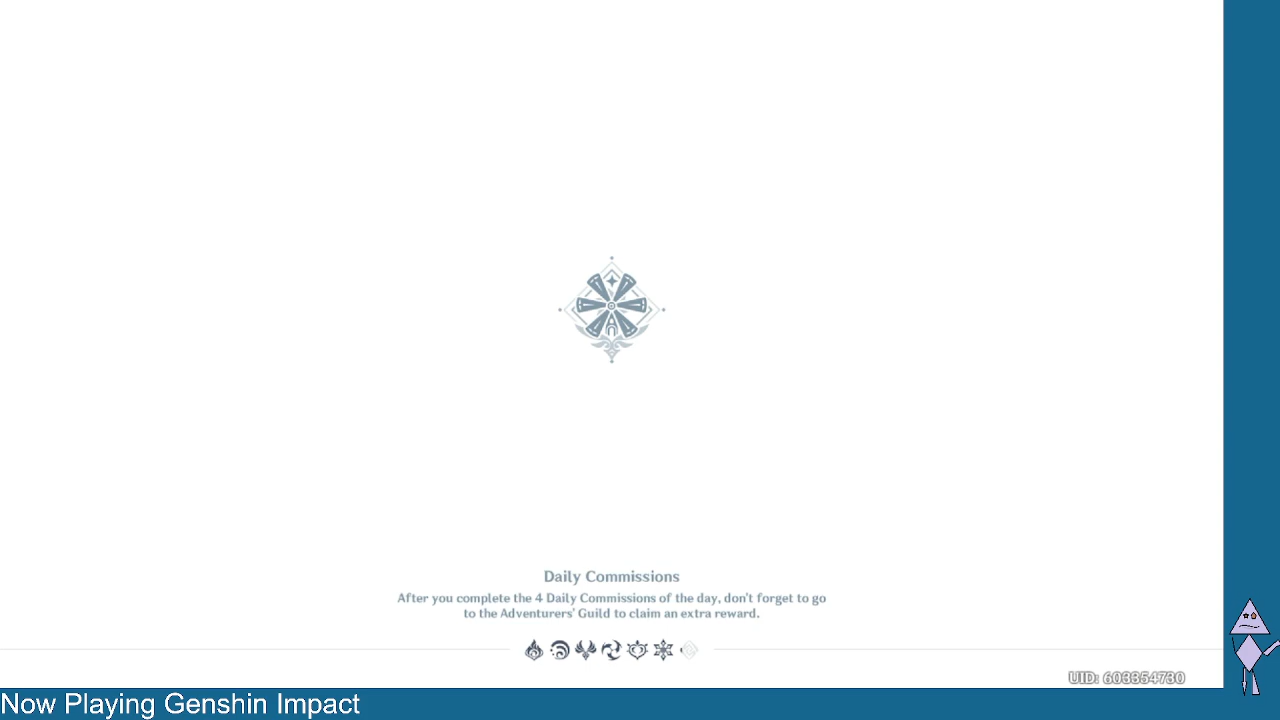 Daily Commissions
After you complete the 4 Daily Commissions of the day, don't forget to go
to the Adventurers' Guild to claim an extra reward.
UID: 603354730
Now Playing Genshin Impact